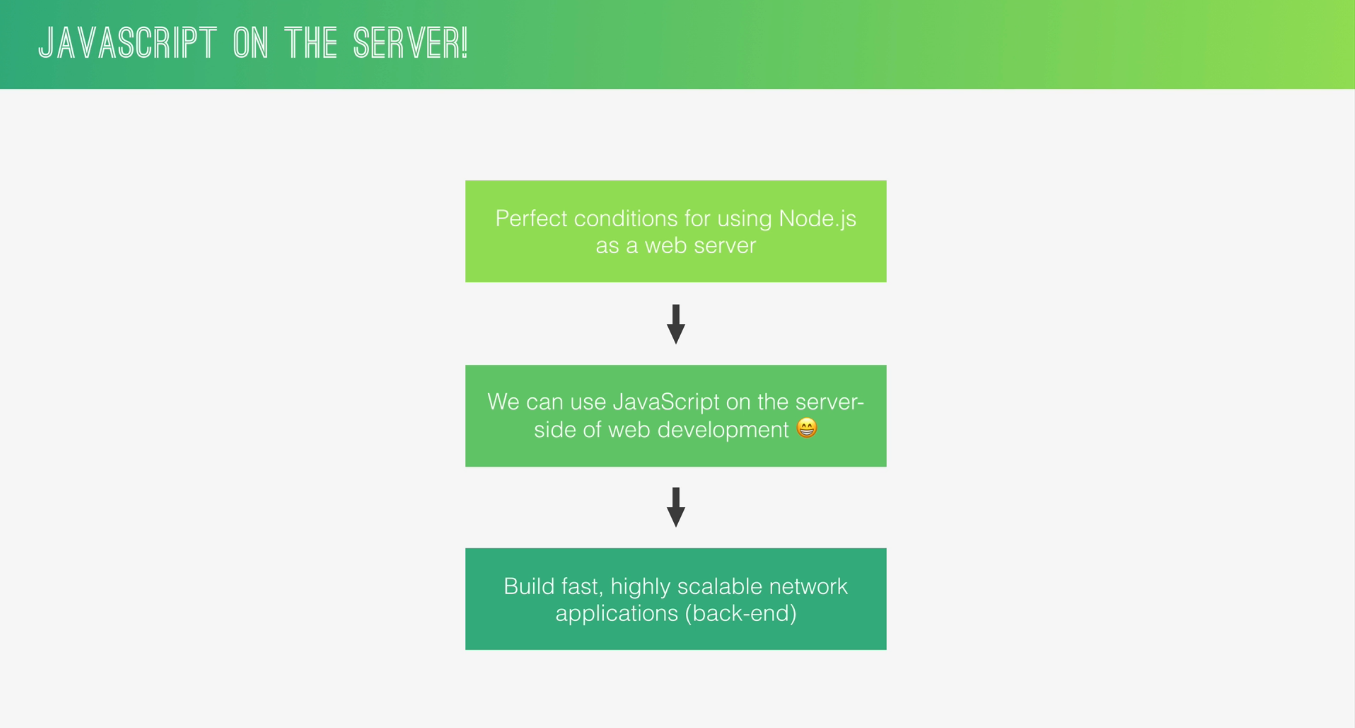 JAVASCRIPT ON THE SERVER!
Perfect conditions for using Node.js
as a web server
We can use JavaScript on the server-
side of web development 😁
Build fast, highly scalable network
applications (back-end)